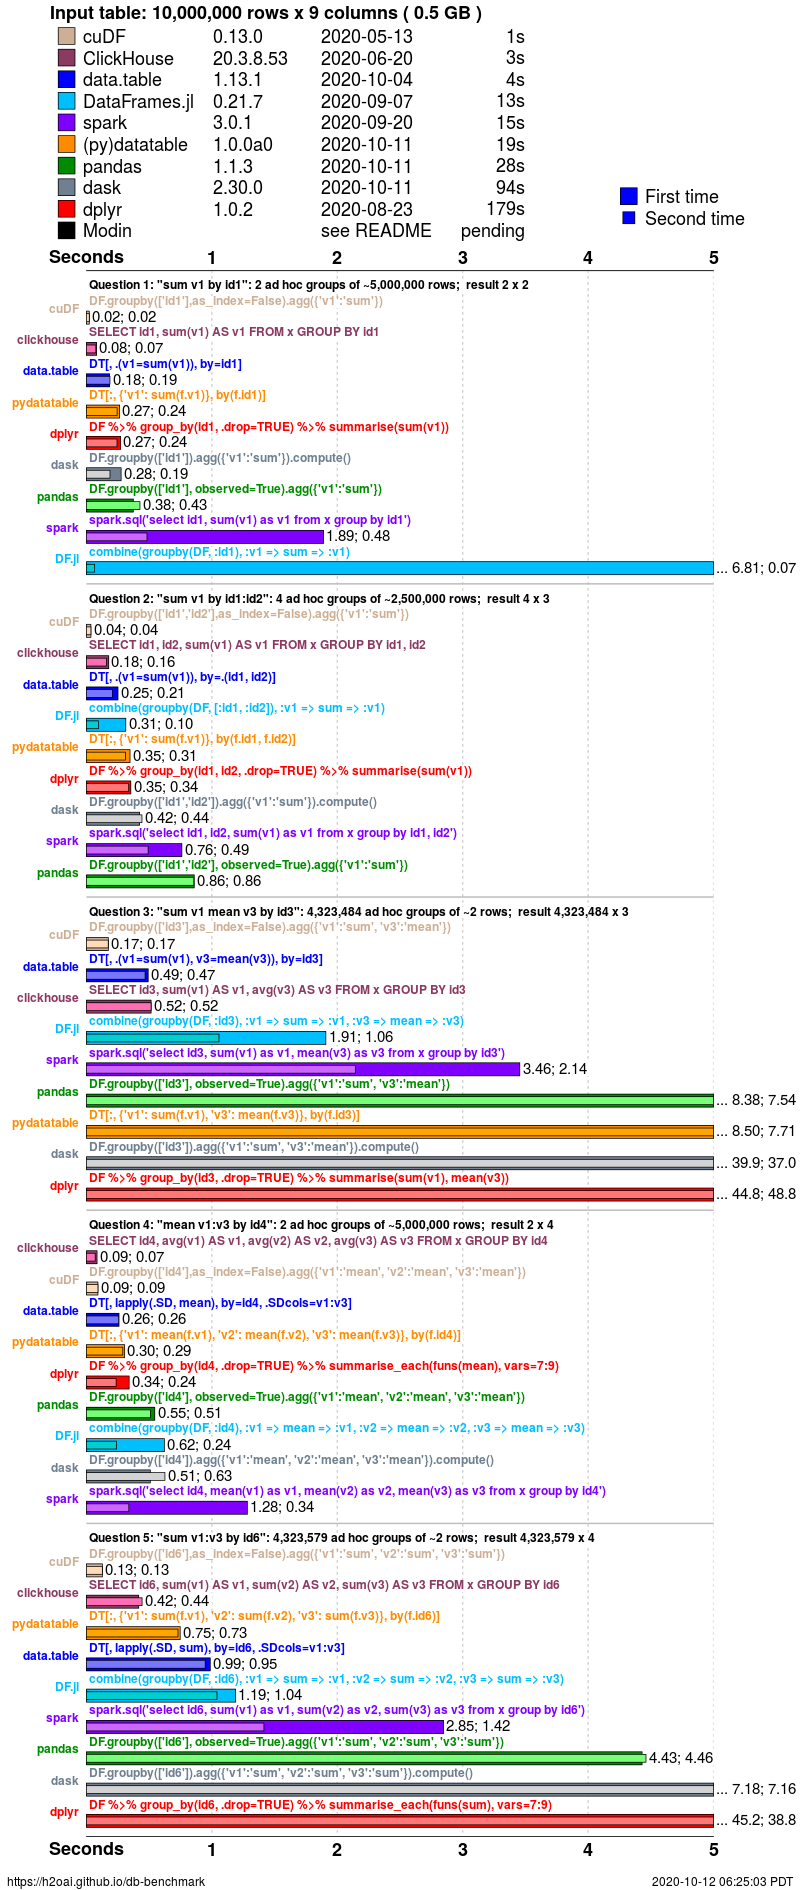 Input table: 10,000,000 rows x 9 columns ( 0.5 GB )
cuDF 0.13.0 2020-05-13 1s
ClickHouse 20.3.8.53 2020-06-20 3s
data.table 1.13.1 2020-10-04 4s
DataFrames.jl 0.21.7 2020-09-07 13s
spark 3.0.1 2020-09-20 15s
(py)datatable 1.0.0a0 2020-10-11 19s
pandas 1.1.3 2020-10-11 28s
dask 2.30.0 2020-10-11 94s
dplyr 1.0.2 2020-08-23 179s
Modin see README pending
First time
Second time
Seconds 1 2 3 4 5
Question 1: "sum v1 by id1": 2 ad hoc groups of ~5,000,000 rows;  result 2 x 2
DF.groupby(['id1'],as_index=False).agg({'v1':'sum'})
cuDF 0.02; 0.02
SELECT id1, sum(v1) AS v1 FROM x GROUP BY id1
clickhouse 0.08; 0.07
DT[, .(v1=sum(v1)), by=id1]
data.table 0.18; 0.19
DT[:, {'v1': sum(f.v1)}, by(f.id1)]
pydatatable 0.27; 0.24
DF %>% group_by(id1, .drop=TRUE) %>% summarise(sum(v1))
dplyr 0.27; 0.24
DF.groupby(['id1']).agg({'v1':'sum'}).compute()
dask 0.28; 0.19
DF.groupby(['id1'], observed=True).agg({'v1':'sum'})
pandas 0.38; 0.43
spark.sql('select id1, sum(v1) as v1 from x group by id1')
spark 1.89; 0.48
combine(groupby(DF, :id1), :v1 => sum => :v1)
DF.jl ... 6.81; 0.07
Question 2: "sum v1 by id1:id2": 4 ad hoc groups of ~2,500,000 rows;  result 4 x 3
DF.groupby(['id1','id2'],as_index=False).agg({'v1':'sum'})
cuDF 0.04; 0.04
SELECT id1, id2, sum(v1) AS v1 FROM x GROUP BY id1, id2
clickhouse 0.18; 0.16
DT[, .(v1=sum(v1)), by=.(id1, id2)]
data.table 0.25; 0.21
combine(groupby(DF, [:id1, :id2]), :v1 => sum => :v1)
DF.jl 0.31; 0.10
DT[:, {'v1': sum(f.v1)}, by(f.id1, f.id2)]
pydatatable 0.35; 0.31
DF %>% group_by(id1, id2, .drop=TRUE) %>% summarise(sum(v1))
dplyr 0.35; 0.34
DF.groupby(['id1','id2']).agg({'v1':'sum'}).compute()
dask 0.42; 0.44
spark.sql('select id1, id2, sum(v1) as v1 from x group by id1, id2')
spark 0.76; 0.49
DF.groupby(['id1','id2'], observed=True).agg({'v1':'sum'})
pandas 0.86; 0.86
Question 3: "sum v1 mean v3 by id3": 4,323,484 ad hoc groups of ~2 rows;  result 4,323,484 x 3
DF.groupby(['id3'],as_index=False).agg({'v1':'sum', 'v3':'mean'})
cuDF 0.17; 0.17
DT[, .(v1=sum(v1), v3=mean(v3)), by=id3]
data.table 0.49; 0.47
SELECT id3, sum(v1) AS v1, avg(v3) AS v3 FROM x GROUP BY id3
clickhouse 0.52; 0.52
combine(groupby(DF, :id3), :v1 => sum => :v1, :v3 => mean => :v3)
DF.jl 1.91; 1.06
spark.sql('select id3, sum(v1) as v1, mean(v3) as v3 from x group by id3')
spark 3.46; 2.14
DF.groupby(['id3'], observed=True).agg({'v1':'sum', 'v3':'mean'})
pandas ... 8.38; 7.54
DT[:, {'v1': sum(f.v1), 'v3': mean(f.v3)}, by(f.id3)]
pydatatable ... 8.50; 7.71
DF.groupby(['id3']).agg({'v1':'sum', 'v3':'mean'}).compute()
dask ... 39.9; 37.0
DF %>% group_by(id3, .drop=TRUE) %>% summarise(sum(v1), mean(v3))
dplyr ... 44.8; 48.8
Question 4: "mean v1:v3 by id4": 2 ad hoc groups of ~5,000,000 rows;  result 2 x 4
SELECT id4, avg(v1) AS v1, avg(v2) AS v2, avg(v3) AS v3 FROM x GROUP BY id4
clickhouse 0.09; 0.07
DF.groupby(['id4'],as_index=False).agg({'v1':'mean', 'v2':'mean', 'v3':'mean'})
cuDF 0.09; 0.09
DT[, lapply(.SD, mean), by=id4, .SDcols=v1:v3]
data.table 0.26; 0.26
DT[:, {'v1': mean(f.v1), 'v2': mean(f.v2), 'v3': mean(f.v3)}, by(f.id4)]
pydatatable 0.30; 0.29
DF %>% group_by(id4, .drop=TRUE) %>% summarise_each(funs(mean), vars=7:9)
dplyr 0.34; 0.24
DF.groupby(['id4'], observed=True).agg({'v1':'mean', 'v2':'mean', 'v3':'mean'})
pandas 0.55; 0.51
combine(groupby(DF, :id4), :v1 => mean => :v1, :v2 => mean => :v2, :v3 => mean => :v3)
DF.jl 0.62; 0.24
DF.groupby(['id4']).agg({'v1':'mean', 'v2':'mean', 'v3':'mean'}).compute()
dask 0.51; 0.63
spark.sql('select id4, mean(v1) as v1, mean(v2) as v2, mean(v3) as v3 from x group by id4')
spark 1.28; 0.34
Question 5: "sum v1:v3 by id6": 4,323,579 ad hoc groups of ~2 rows;  result 4,323,579 x 4
DF.groupby(['id6'],as_index=False).agg({'v1':'sum', 'v2':'sum', 'v3':'sum'})
cuDF 0.13; 0.13
SELECT id6, sum(v1) AS v1, sum(v2) AS v2, sum(v3) AS v3 FROM x GROUP BY id6
clickhouse 0.42; 0.44
DT[:, {'v1': sum(f.v1), 'v2': sum(f.v2), 'v3': sum(f.v3)}, by(f.id6)]
pydatatable 0.75; 0.73
DT[, lapply(.SD, sum), by=id6, .SDcols=v1:v3]
data.table 0.99; 0.95
combine(groupby(DF, :id6), :v1 => sum => :v1, :v2 => sum => :v2, :v3 => sum => :v3)
DF.jl 1.19; 1.04
spark.sql('select id6, sum(v1) as v1, sum(v2) as v2, sum(v3) as v3 from x group by id6')
spark 2.85; 1.42
DF.groupby(['id6'], observed=True).agg({'v1':'sum', 'v2':'sum', 'v3':'sum'})
pandas 4.43; 4.46
DF.groupby(['id6']).agg({'v1':'sum', 'v2':'sum', 'v3':'sum'}).compute()
dask ... 7.18; 7.16
DF %>% group_by(id6, .drop=TRUE) %>% summarise_each(funs(sum), vars=7:9)
dplyr ... 45.2; 38.8
Seconds 1 2 3 4 5
https://h2oai.github.io/db-benchmark 2020-10-12 06:25:03 PDT